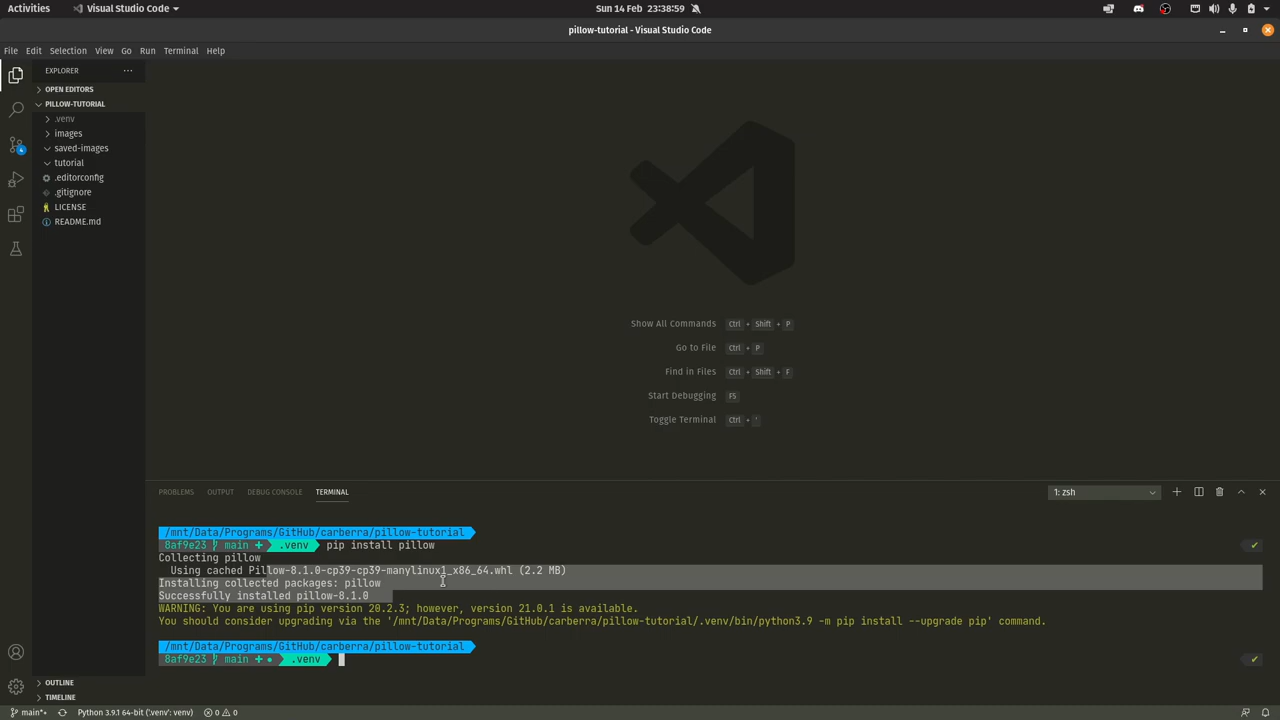 Activities
Visual Studio Code
Sun 14 Feb 23:38:59
pillow-tutorial - Visual Studio Code
File Edit Selection View Go Run Terminal Help
EXPLORER
OPEN EDITORS
PILLOW-TUTORIAL
.venv
images
saved-images
tutorial
.editorconfig
.gitignore
LICENSE
README.md
4
Show All Commands Ctrl + Shift + P
Go to File Ctrl + P
Find in Files Ctrl + Shift + F
Start Debugging F5
Toggle Terminal Ctrl + '
PROBLEMS OUTPUT DEBUG CONSOLE TERMINAL
1: zsh
/mnt/Data/Programs/GitHub/carberra/pillow-tutorial
8af9e23 main + .venv pip install pillow
Collecting pillow
Using cached Pillow-8.1.0-cp39-cp39-manylinux1_x86_64.whl (2.2 MB)
Installing collected packages: pillow
Successfully installed pillow-8.1.0
WARNING: You are using pip version 20.2.3; however, version 21.0.1 is available.
You should consider upgrading via the '/mnt/Data/Programs/GitHub/carberra/pillow-tutorial/.venv/bin/python3.9 -m pip install --upgrade pip' command.
/mnt/Data/Programs/GitHub/carberra/pillow-tutorial
8af9e23 main + • .venv
OUTLINE
TIMELINE
main*+ Python 3.9.1 64-bit ('.venv': venv) 0 0